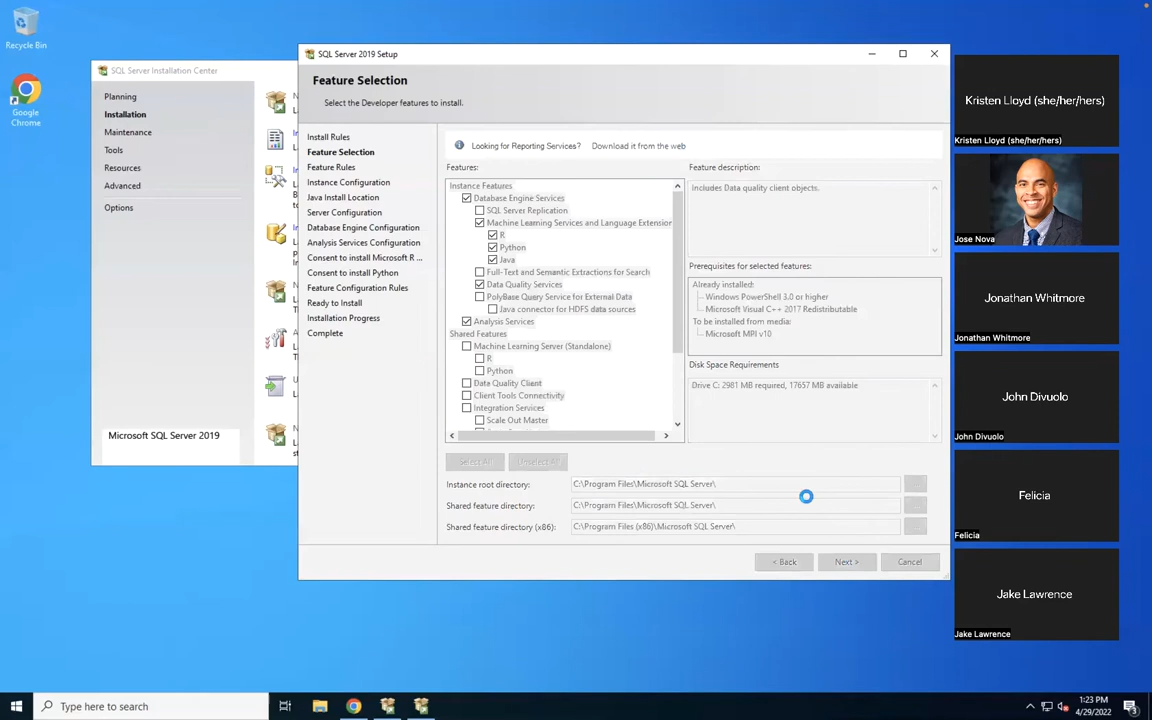 Recycle Bin
Google
Chrome
SQL Server Installation Center
Planning
Installation
Maintenance
Tools
Resources
Advanced
Options
Microsoft SQL Server 2019
SQL Server 2019 Setup
Feature Selection
Select the Developer features to install.
Install Rules
Feature Selection
Feature Rules
Instance Configuration
Java Install Location
Server Configuration
Database Engine Configuration
Analysis Services Configuration
Consent to install Microsoft R ...
Consent to install Python
Feature Configuration Rules
Ready to Install
Installation Progress
Complete
Looking for Reporting Services? Download it from the web
Features:
Instance Features
Database Engine Services
SQL Server Replication
Machine Learning Services and Language Extension
R
Python
Java
Full-Text and Semantic Extractions for Search
Data Quality Services
PolyBase Query Service for External Data
Java connector for HDFS data sources
Analysis Services
Shared Features
Machine Learning Server (Standalone)
R
Python
Data Quality Client
Client Tools Connectivity
Integration Services
Scale Out Master
Feature description:
Includes Data quality client objects.
Prerequisites for selected features:
Already installed:
Windows PowerShell 3.0 or higher
Microsoft Visual C++ 2017 Redistributable
To be installed from media:
Microsoft MPI v10
Disk Space Requirements
Drive C: 2981 MB required, 17657 MB available
Select All
Unselect All
Instance root directory:
C:\Program Files\Microsoft SQL Server\
...
Shared feature directory:
C:\Program Files\Microsoft SQL Server\
...
Shared feature directory (x86):
C:\Program Files (x86)\Microsoft SQL Server\
...
< Back
Next >
Cancel
Kristen Lloyd (she/her/hers)
Kristen Lloyd (she/her/hers)
Jose Nova
Jonathan Whitmore
Jonathan Whitmore
John Divuolo
John Divuolo
Felicia
Felicia
Jake Lawrence
Jake Lawrence
Type here to search
1:23 PM
4/29/2022
3